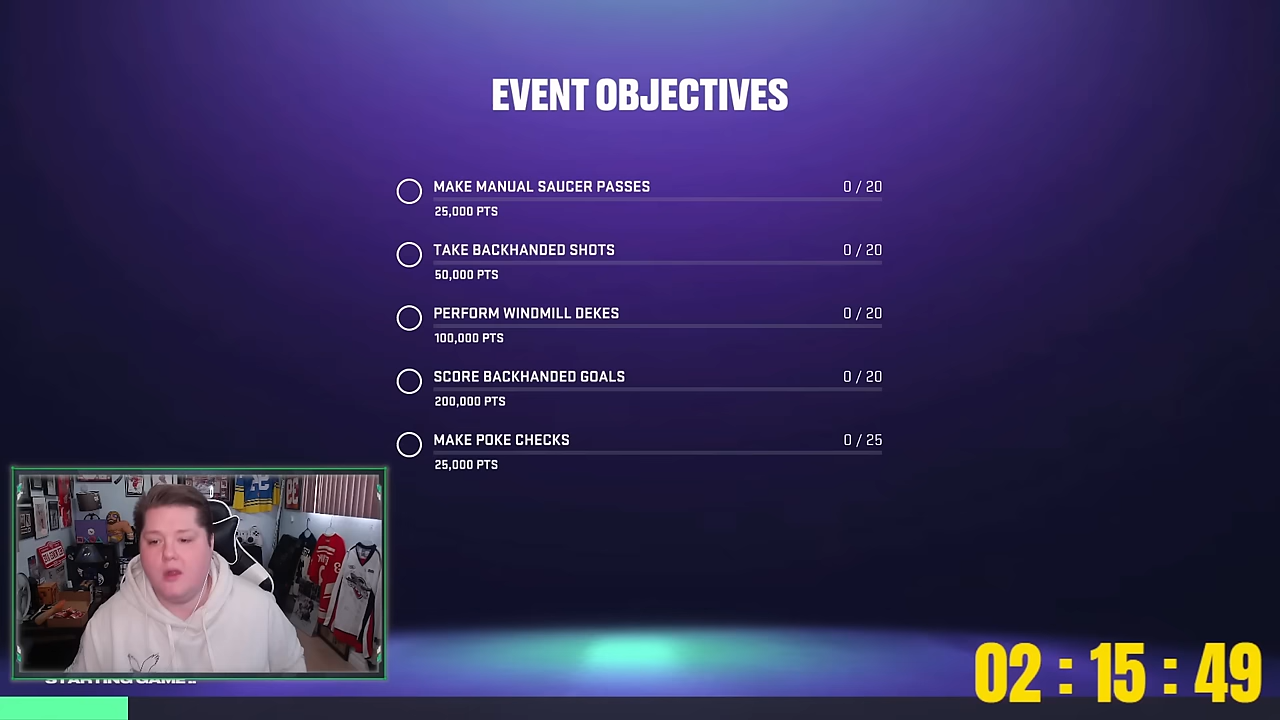 EVENT OBJECTIVES
MAKE MANUAL SAUCER PASSES 0 / 20
25,000 PTS
TAKE BACKHANDED SHOTS 0 / 20
50,000 PTS
PERFORM WINDMILL DEKES 0 / 20
100,000 PTS
SCORE BACKHANDED GOALS 0 / 20
200,000 PTS
MAKE POKE CHECKS 0 / 25
25,000 PTS
STARTING GAME...
02 : 15 : 49